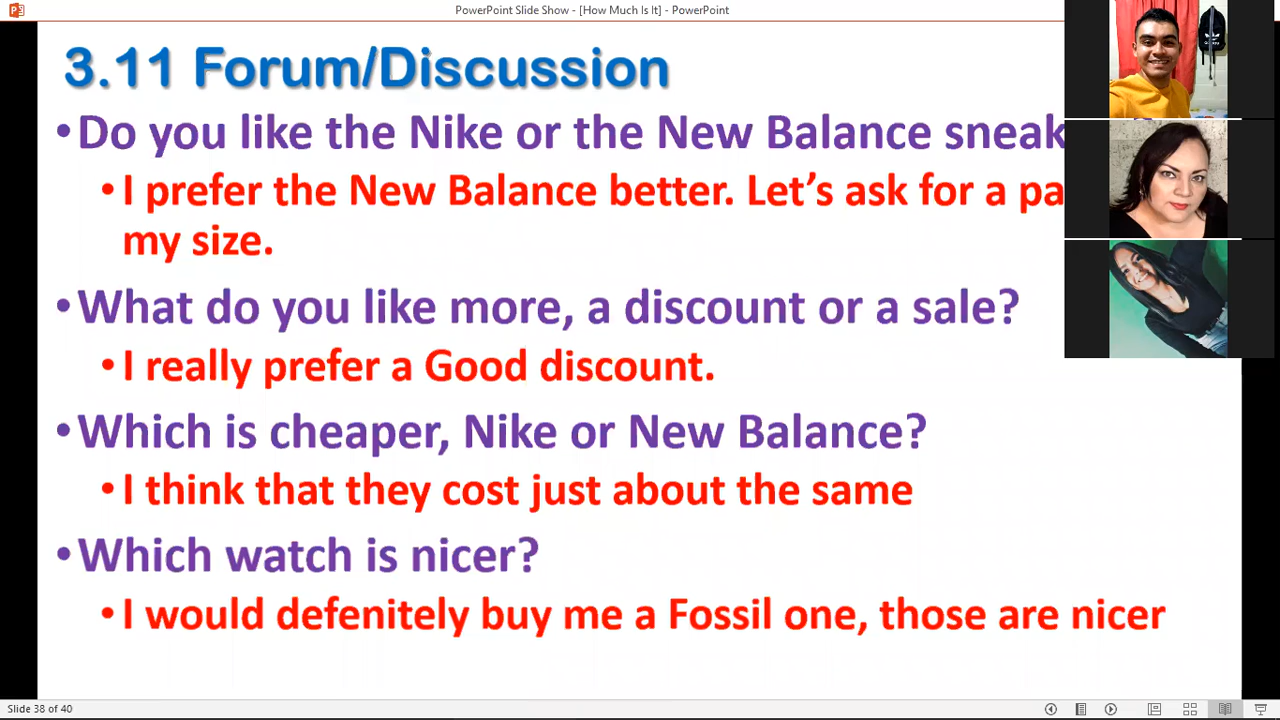 PowerPoint Slide Show - [How Much Is It] - PowerPoint
3.11 Forum/Discussion
•Do you like the Nike or the New Balance sneak
•I prefer the New Balance better. Let’s ask for a pa
my size.
•What do you like more, a discount or a sale?
•I really prefer a Good discount.
•Which is cheaper, Nike or New Balance?
•I think that they cost just about the same
•Which watch is nicer?
•I would defenitely buy me a Fossil one, those are nicer
Slide 38 of 40